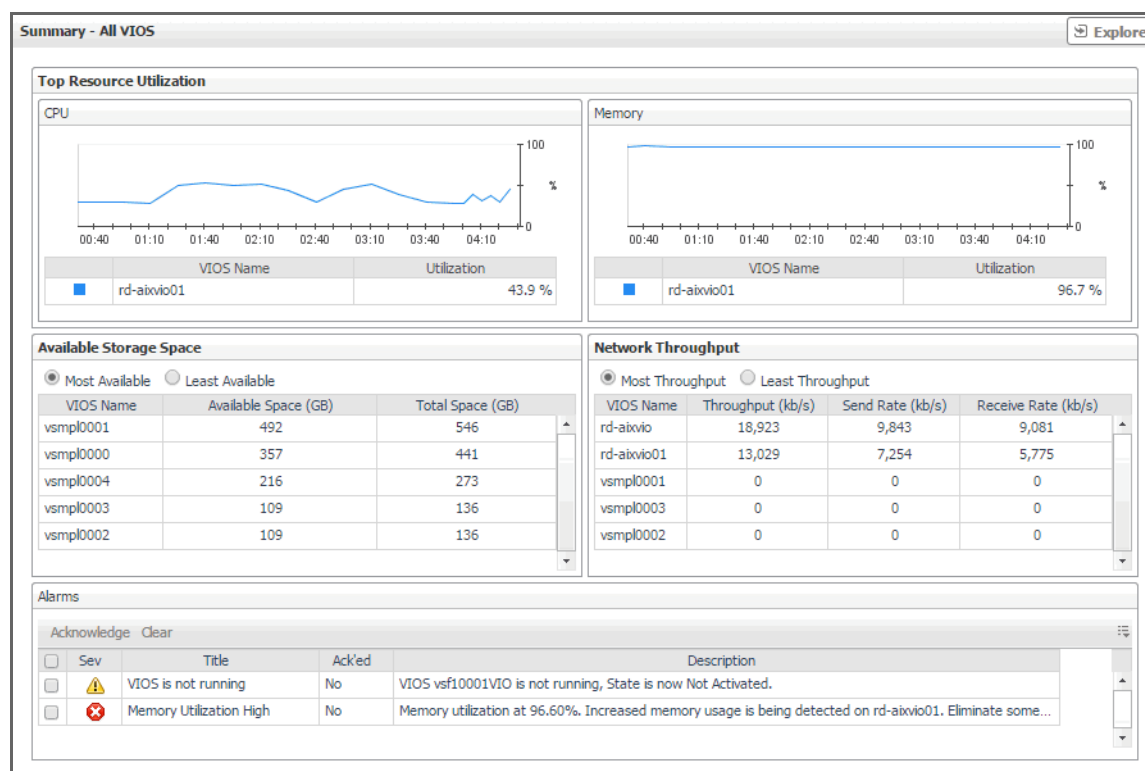 Summary - All VIOS
Explore
Top Resource Utilization
CPU
100
%
0
00:40 01:10 01:40 02:10 02:40 03:10 03:40 04:10
VIOS Name Utilization
rd-aixvio01 43.9 %
Memory
100
%
0
00:40 01:10 01:40 02:10 02:40 03:10 03:40 04:10
VIOS Name Utilization
rd-aixvio01 96.7 %
Available Storage Space
Most Available Least Available
VIOS Name Available Space (GB) Total Space (GB)
vsmpl0001 492 546
vsmpl0000 357 441
vsmpl0004 216 273
vsmpl0003 109 136
vsmpl0002 109 136
Network Throughput
Most Throughput Least Throughput
VIOS Name Throughput (kb/s) Send Rate (kb/s) Receive Rate (kb/s)
rd-aixvio 18,923 9,843 9,081
rd-aixvio01 13,029 7,254 5,775
vsmpl0001 0 0 0
vsmpl0003 0 0 0
vsmpl0002 0 0 0
Alarms
Acknowledge Clear
Sev Title Ack'ed Description
VIOS is not running No VIOS vsf10001VIO is not running, State is now Not Activated.
Memory Utilization High No Memory utilization at 96.60%. Increased memory usage is being detected on rd-aixvio01. Eliminate some...